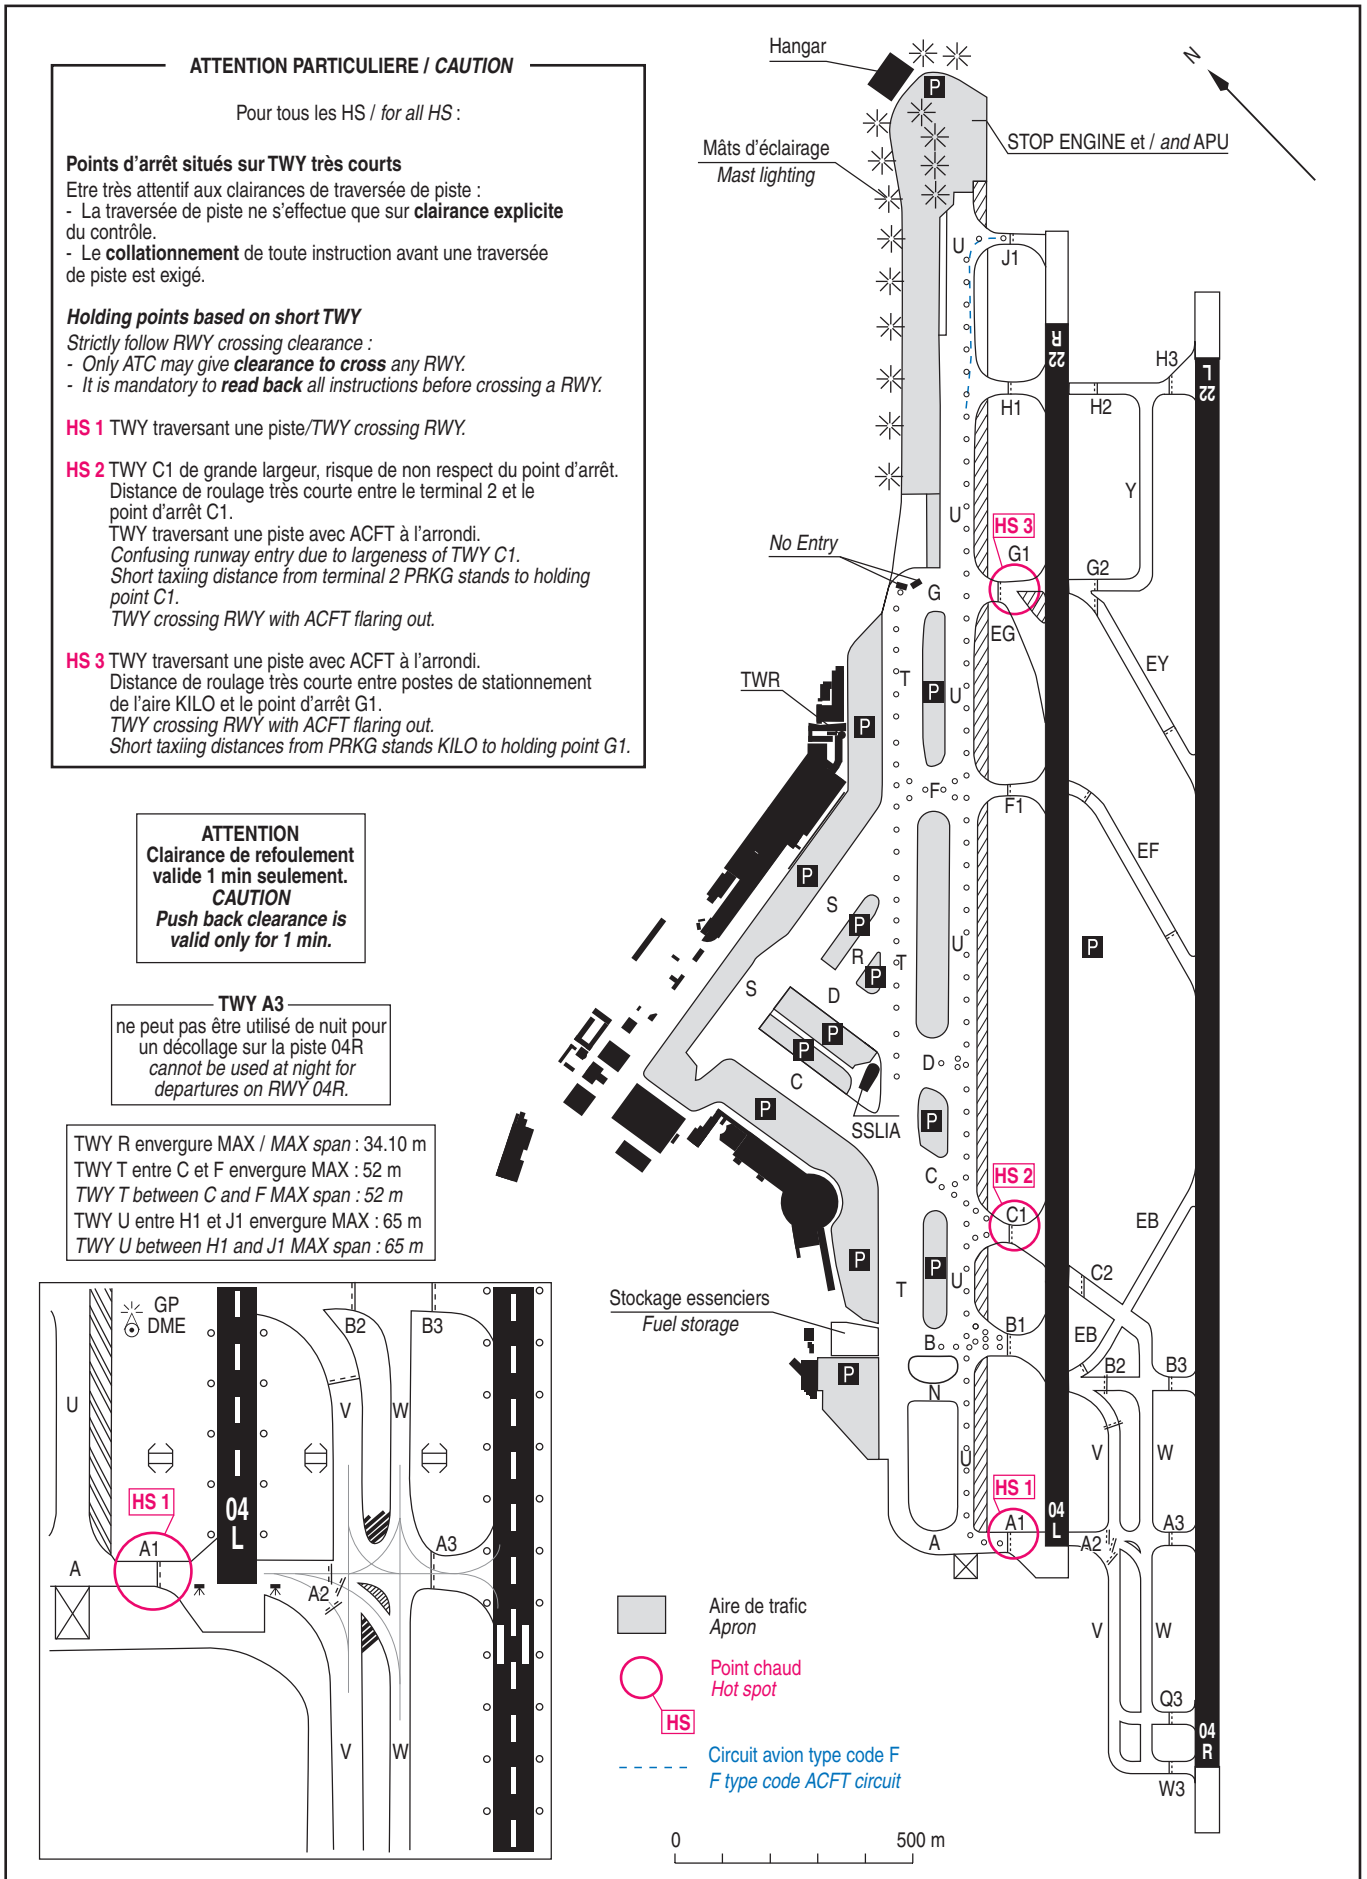 ATTENTION PARTICULIERE / CAUTION
Pour tous les HS / for all HS :
Points d'arrêt situés sur TWY très courts
Etre très attentif aux clairances de traversée de piste :
- La traversée de piste ne s'effectue que sur clairance explicite
du contrôle.
- Le collationnement de toute instruction avant une traversée
de piste est exigé.
Holding points based on short TWY
Strictly follow RWY crossing clearance :
- Only ATC may give clearance to cross any RWY.
- It is mandatory to read back all instructions before crossing a RWY.
HS 1 TWY traversant une piste/TWY crossing RWY.
HS 2 TWY C1 de grande largeur, risque de non respect du point d'arrêt.
Distance de roulage très courte entre le terminal 2 et le
point d'arrêt C1.
TWY traversant une piste avec ACFT à l'arrondi.
Confusing runway entry due to largeness of TWY C1.
Short taxiing distance from terminal 2 PRKG stands to holding
point C1.
TWY crossing RWY with ACFT flaring out.
HS 3 TWY traversant une piste avec ACFT à l'arrondi.
Distance de roulage très courte entre postes de stationnement
de l'aire KILO et le point d'arrêt G1.
TWY crossing RWY with ACFT flaring out.
Short taxiing distances from PRKG stands KILO to holding point G1.
ATTENTION
Clairance de refoulement
valide 1 min seulement.
CAUTION
Push back clearance is
valid only for 1 min.
TWY A3
ne peut pas être utilisé de nuit pour
un décollage sur la piste 04R
cannot be used at night for
departures on RWY 04R.
TWY R envergure MAX / MAX span : 34.10 m
TWY T entre C et F envergure MAX : 52 m
TWY T between C and F MAX span : 52 m
TWY U entre H1 et J1 envergure MAX : 65 m
TWY U between H1 and J1 MAX span : 65 m
GP
DME
B2
B3
U
V
W
HS 1
04
L
A1
A3
A
A2
V
W
Hangar
N
P
STOP ENGINE et / and APU
Mâts d'éclairage
Mast lighting
U
J1
22
R
H3
22
L
H1
H2
Y
U
HS 3
No Entry
G1
G2
G
EG
EY
TWR
T
P
U
P
F
F1
EF
P
S
P
R
T
U
P
P
S
D
P
P
D
C
P
SSLIA
P
C
HS 2
C1
EB
P
T
P
U
C2
Stockage essenciers
Fuel storage
B1
EB
B
B2
B3
P
N
U
V
W
HS 1
04
L
A1
A
A2
A3
V
W
Q3
04
R
W3
Aire de trafic
Apron
Point chaud
Hot spot
HS
Circuit avion type code F
F type code ACFT circuit
0
500 m